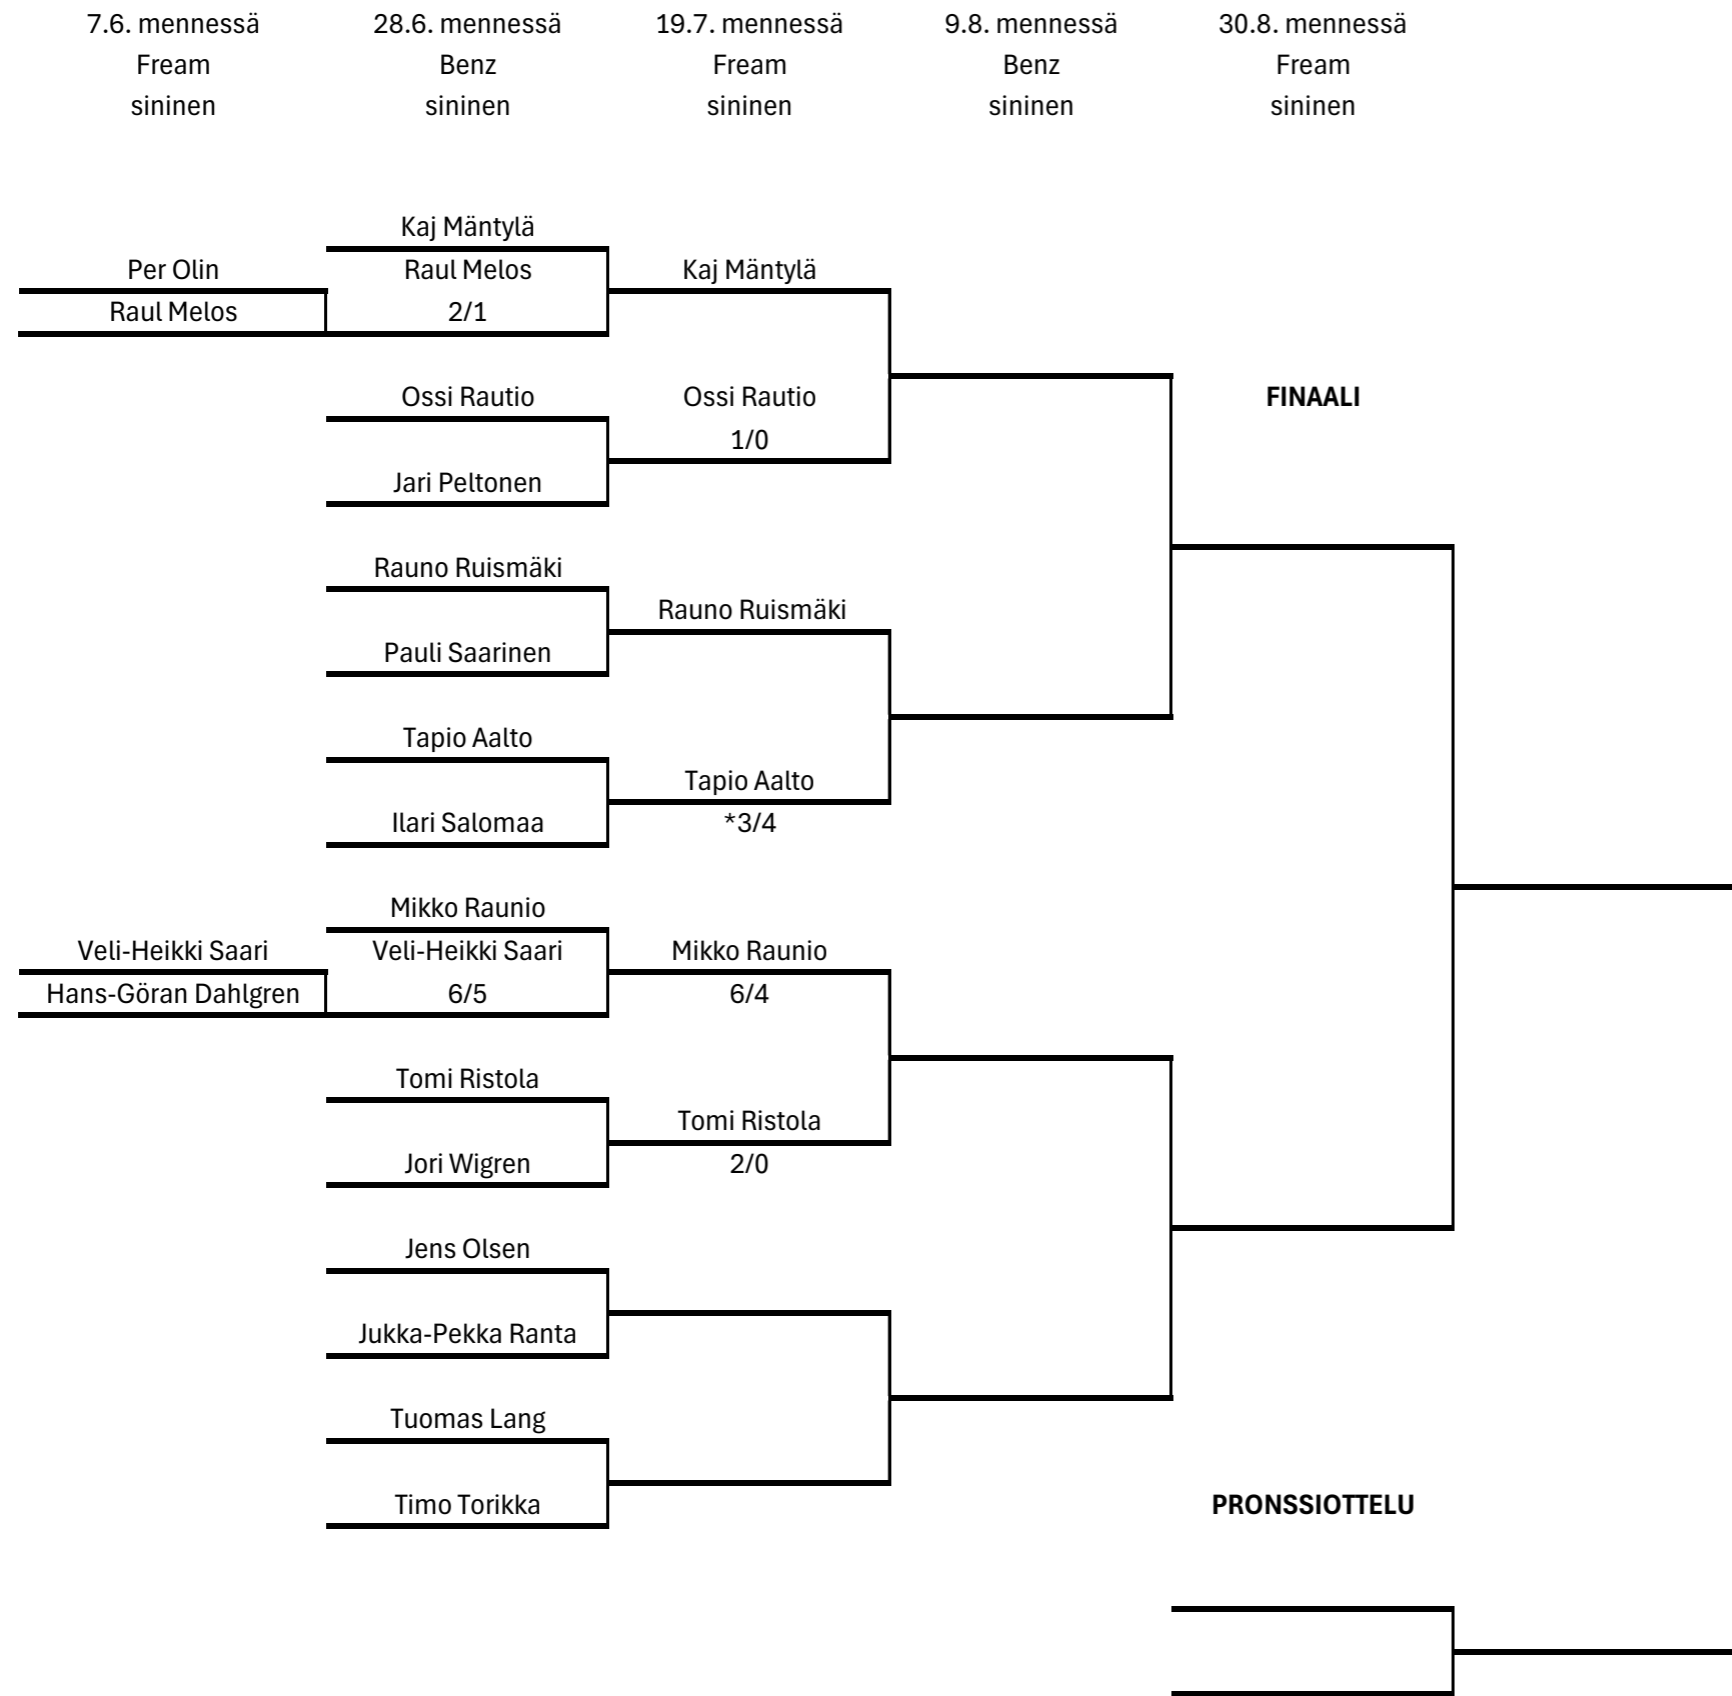 7.6. mennessä 28.6. mennessä 19.7. mennessä 9.8. mennessä 30.8. mennessä
Fream Benz Fream Benz Fream
sininen sininen sininen sininen sininen
Kaj Mäntylä
Per Olin Raul Melos Kaj Mäntylä
Raul Melos 2/1
Ossi Rautio Ossi Rautio FINAALI
1/0
Jari Peltonen
Rauno Ruismäki
Rauno Ruismäki
Pauli Saarinen
Tapio Aalto
Tapio Aalto
Ilari Salomaa *3/4
Mikko Raunio
Veli-Heikki Saari Veli-Heikki Saari Mikko Raunio
Hans-Göran Dahlgren 6/5 6/4
Tomi Ristola
Tomi Ristola
Jori Wigren 2/0
Jens Olsen
Jukka-Pekka Ranta
Tuomas Lang
Timo Torikka PRONSSIOTTELU